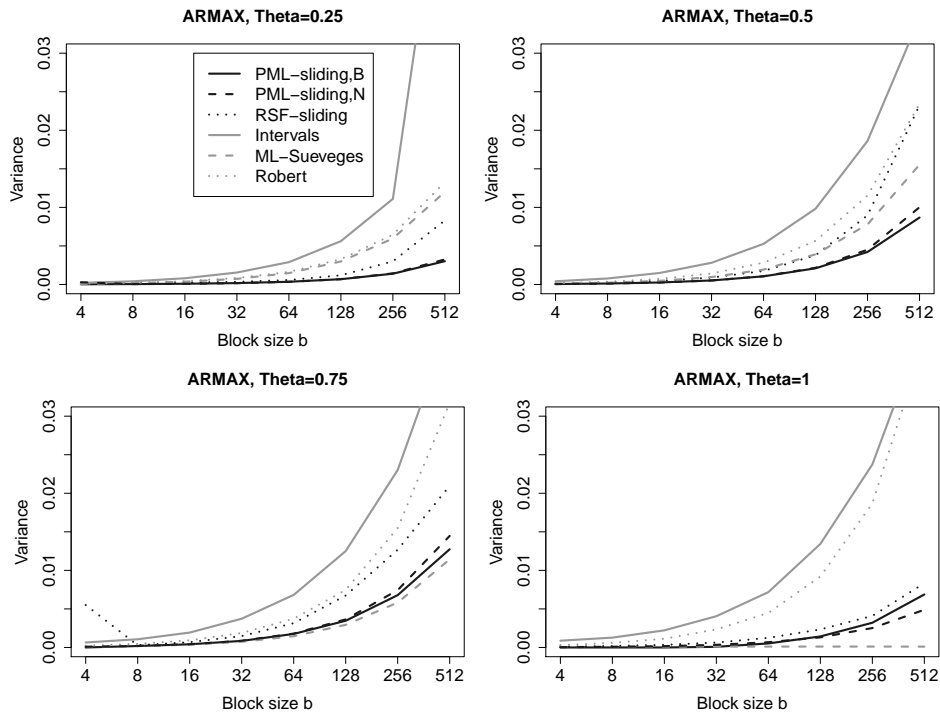 ARMAX, Theta=0.25
Variance
0.00 0.01 0.02 0.03
PML−sliding,B
PML−sliding,N
RSF−sliding
Intervals
ML−Sueveges
Robert
4 8 16 32 64 128 256 512
Block size b
ARMAX, Theta=0.5
Variance
0.00 0.01 0.02 0.03
4 8 16 32 64 128 256 512
Block size b
ARMAX, Theta=0.75
Variance
0.00 0.01 0.02 0.03
4 8 16 32 64 128 256 512
Block size b
ARMAX, Theta=1
Variance
0.00 0.01 0.02 0.03
4 8 16 32 64 128 256 512
Block size b